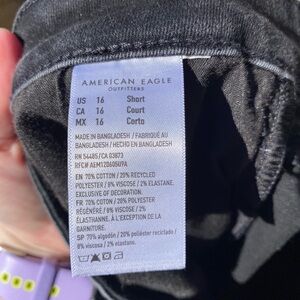 AMERICAN EAGLE
OUTFITTERS
US 16 Short
CA 16 Court
MX 16 Corto
MADE IN BANGLADESH / FABRIQUÉ AU
BANGLADESH / HECHO EN BANGLADESH
RN 54485/CA 03873
RFC# AEM1206050U9A
EN 70% COTTON / 20% RECYCLED
POLYESTER / 8% VISCOSE / 2% ELASTANE.
EXCLUSIVE OF DECORATION.
FR 70% COTON / 20% POLYESTER
RÉGÉNÉRÉ / 8% VISCOSE / 2%
ÉLASTHANNE. À L'EXCEPTION DE LA
GARNITURE.
SP 70% algodón / 20% poliéster reciclado /
8% viscosa / 2% elastano.